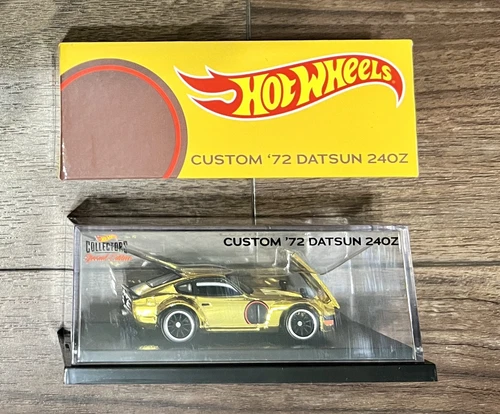 HOT WHEELS
CUSTOM '72 DATSUN 240Z
COLLECTORS
CUSTOM '72 DATSUN 240Z